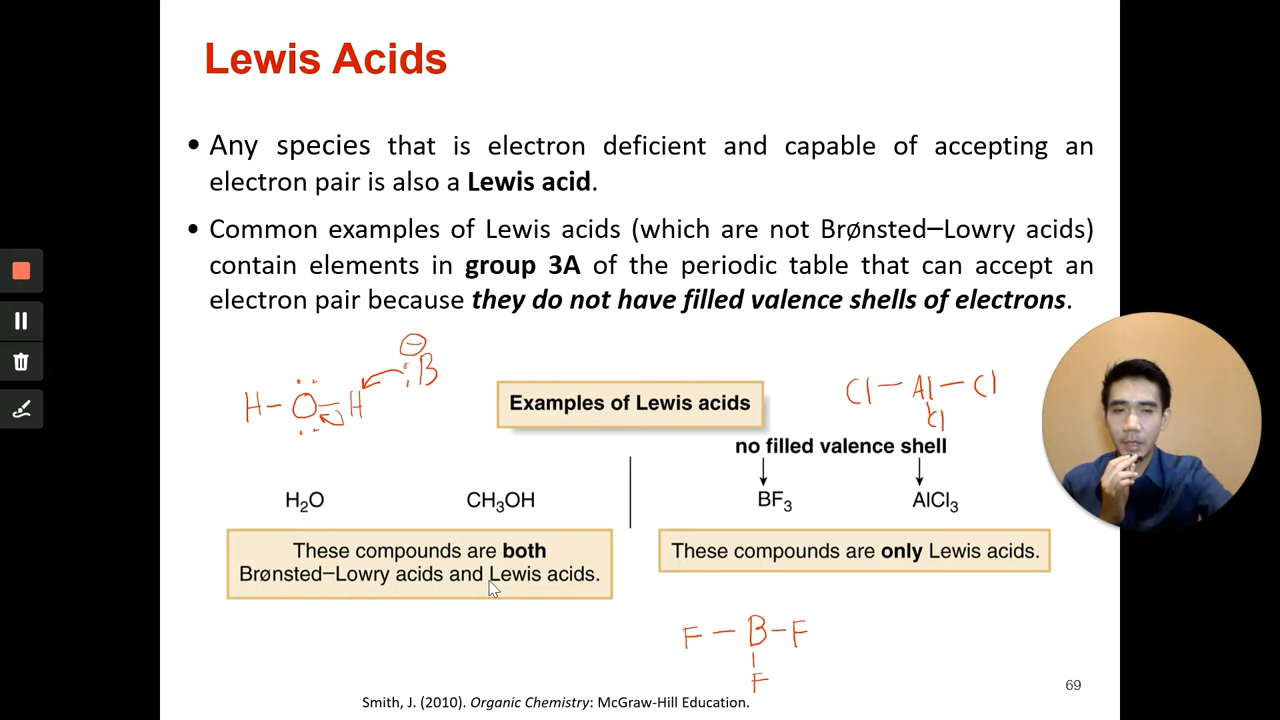 Lewis Acids
• Any species that is electron deficient and capable of accepting an
electron pair is also a Lewis acid.
• Common examples of Lewis acids (which are not Brønsted–Lowry acids)
contain elements in group 3A of the periodic table that can accept an
electron pair because they do not have filled valence shells of electrons.
⊖
:B
H–O–H
Examples of Lewis acids
Cl–Al–Cl
Cl
no filled valence shell
H₂O
CH₃OH
BF₃
AlCl₃
These compounds are both
Brønsted–Lowry acids and Lewis acids.
These compounds are only Lewis acids.
F–B–F
F
Smith, J. (2010). Organic Chemistry: McGraw-Hill Education.
69